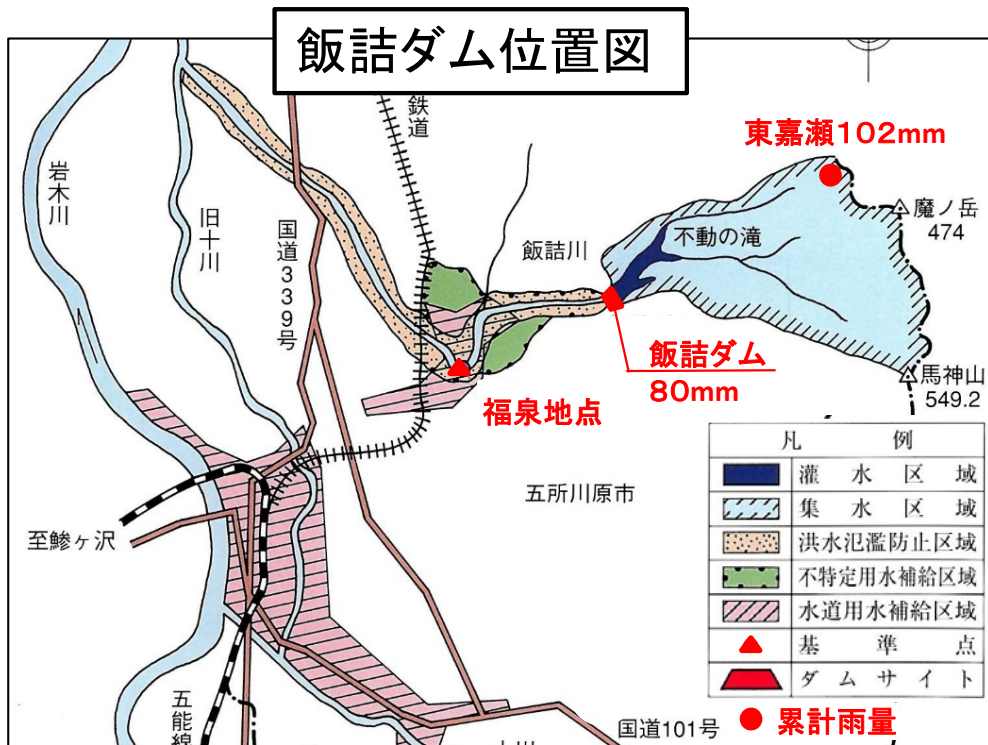 飯詰ダム位置図
鉄道
東嘉瀬102mm
岩木川
旧十川
国道339号
飯詰川
不動の滝
魔ノ岳
474
飯詰ダム
80mm
馬神山
549.2
福泉地点
五所川原市
至鰺ヶ沢
凡例
灌水区域
集水区域
洪水氾濫防止区域
不特定用水補給区域
水道用水補給区域
基準点
ダムサイト
累計雨量
五能線
国道101号